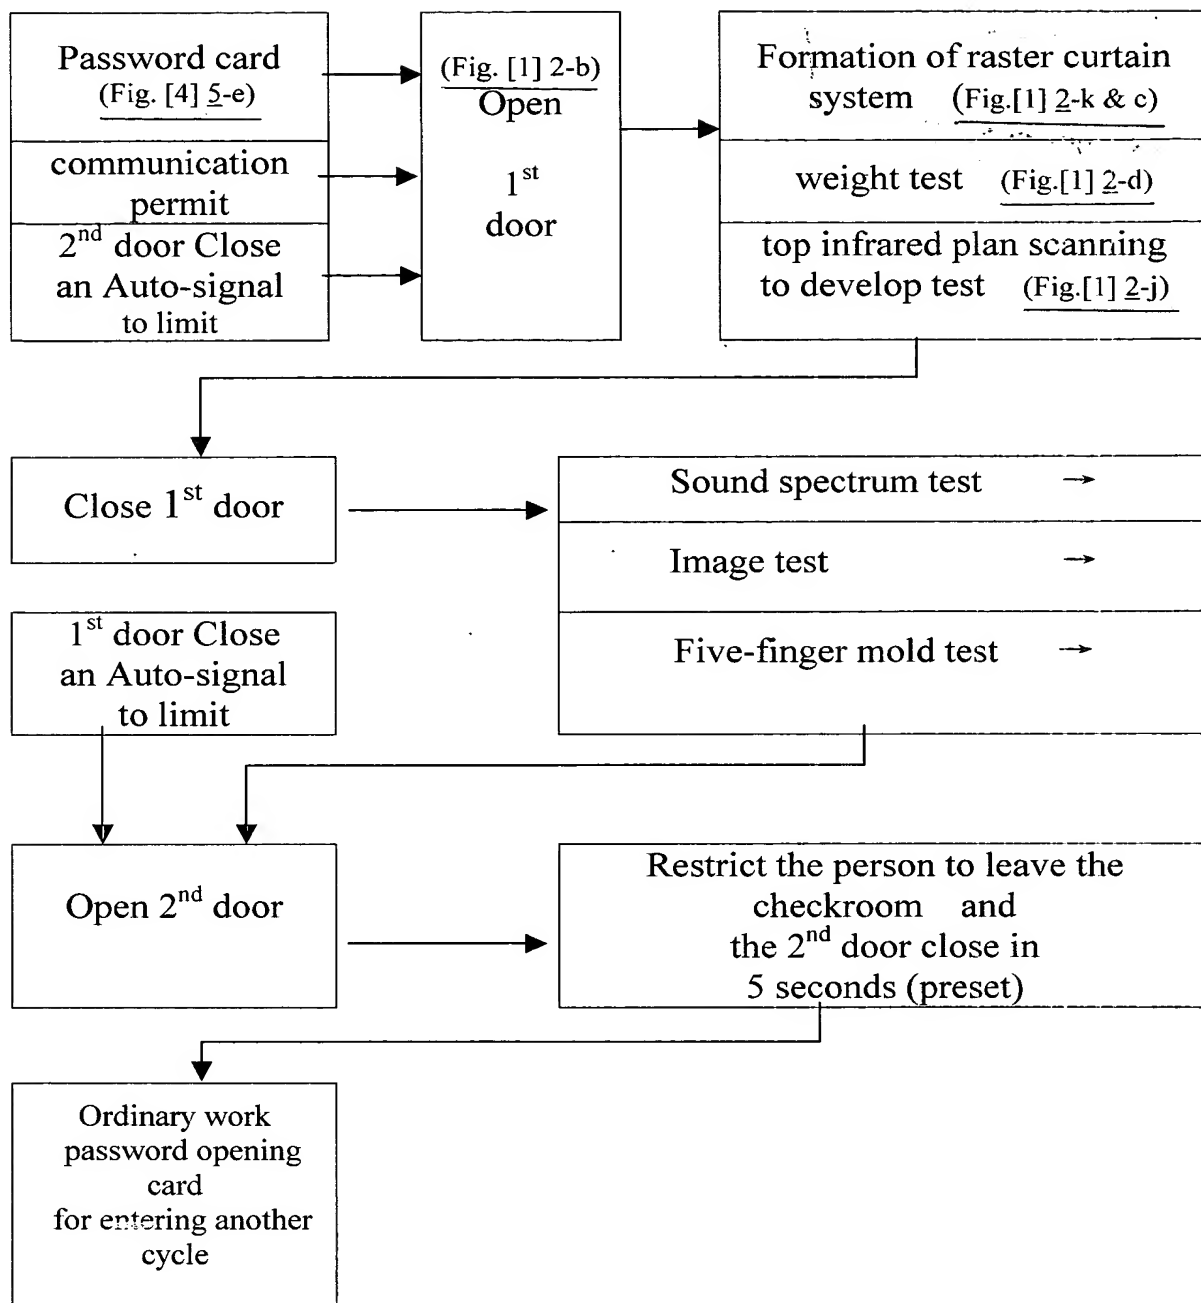 Password card
(Fig. [4] 5-e)
communication
permit
2nd door Close
an Auto-signal
to limit
(Fig. [1] 2-b)
Open
1st
door
Formation of raster curtain
system (Fig.[1] 2-k & c)
weight test (Fig.[1] 2-d)
top infrared plan scanning
to develop test (Fig.[1] 2-j)
Close 1st door
Sound spectrum test →
Image test →
Five-finger mold test →
1st door Close
an Auto-signal
to limit
Open 2nd door
Restrict the person to leave the
checkroom and
the 2nd door close in
5 seconds (preset)
Ordinary work
password opening
card
for entering another
cycle